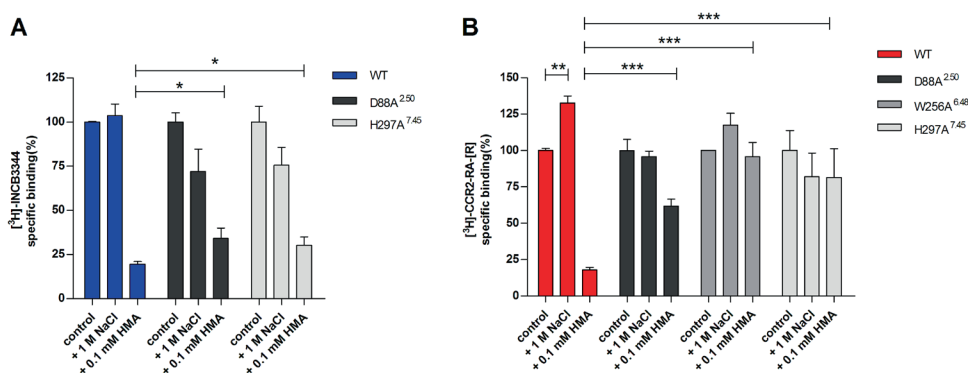 A
*
*
WT
D88A2.50
H297A7.45
[3H]-INCB3344
specific binding(%)
125
100
75
50
25
0
control
+ 1 M NaCl
+ 0.1 mM HMA
control
+ 1 M NaCl
+ 0.1 mM HMA
control
+ 1 M NaCl
+ 0.1 mM HMA
B
***
***
***
**
WT
D88A2.50
W256A6.48
H297A7.45
[3H]-CCR2-RA-[R]
specific binding(%)
150
125
100
75
50
25
0
control
+ 1 M NaCl
+ 0.1 mM HMA
control
+ 1 M NaCl
+ 0.1 mM HMA
control
+ 1 M NaCl
+ 0.1 mM HMA
control
+ 1 M NaCl
+ 0.1 mM HMA